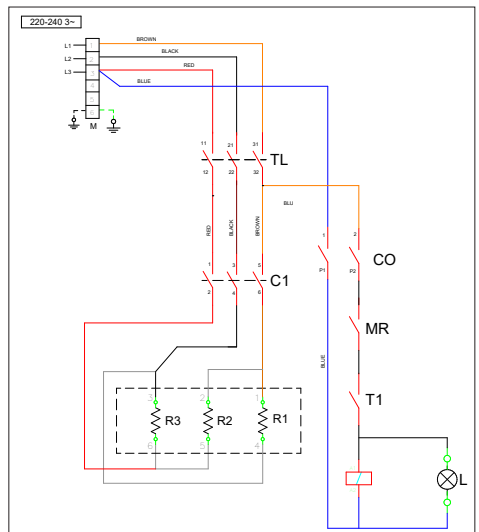 220-240 3~
BROWN
L1 1
BLACK
L2 2
RED
L3 3
BLUE
4
5
6
M
11 21 31
TL
12 22 32
BLU
RED BLACK BROWN
1 2
CO
P1 P2
1 3 5
C1
2 4 6
MR
BLUE
T1
3 2 1
R3 R2 R1
6 5 4
L